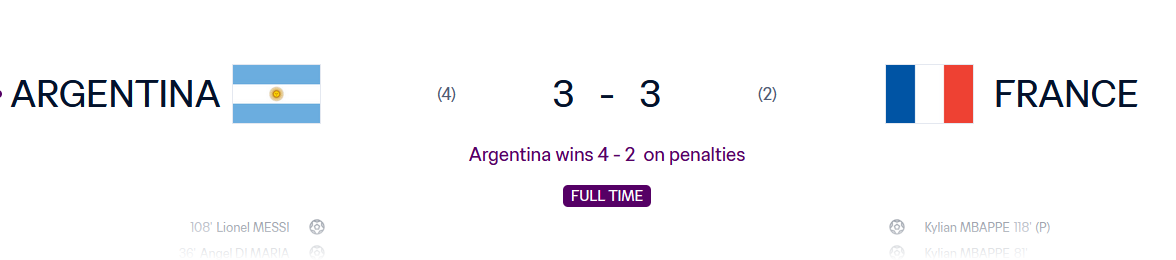 ARGENTINA (4) 3 - 3 (2) FRANCE
Argentina wins 4 - 2 on penalties
FULL TIME
108' Lionel MESSI Kylian MBAPPE 118' (P)
36' Angel DI MARIA Kylian MBAPPE 81'